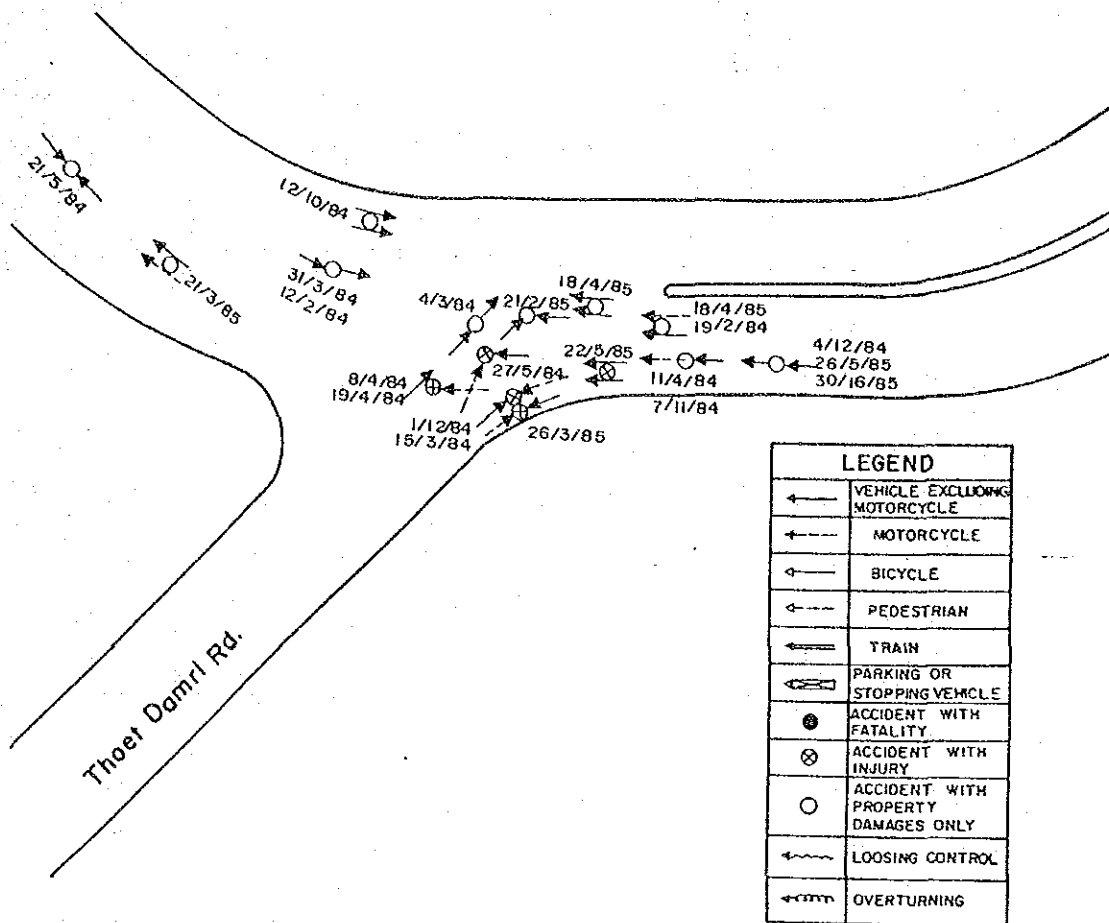 21/5/84
12/10/84
21/3/85
31/3/84
12/2/84
4/3/84
21/2/85
18/4/85
18/4/85
19/2/84
22/5/85
27/5/84
11/4/84
7/11/84
4/12/84
26/5/85
30/16/85
8/4/84
19/4/84
1/12/84
15/3/84
26/3/85
Thoet Damri Rd.
LEGEND
VEHICLE EXCLUDING
MOTORCYCLE
MOTORCYCLE
BICYCLE
PEDESTRIAN
TRAIN
PARKING OR
STOPPING VEHICLE
ACCIDENT WITH
FATALITY
ACCIDENT WITH
INJURY
ACCIDENT WITH
PROPERTY
DAMAGES ONLY
LOOSING CONTROL
OVERTURNING